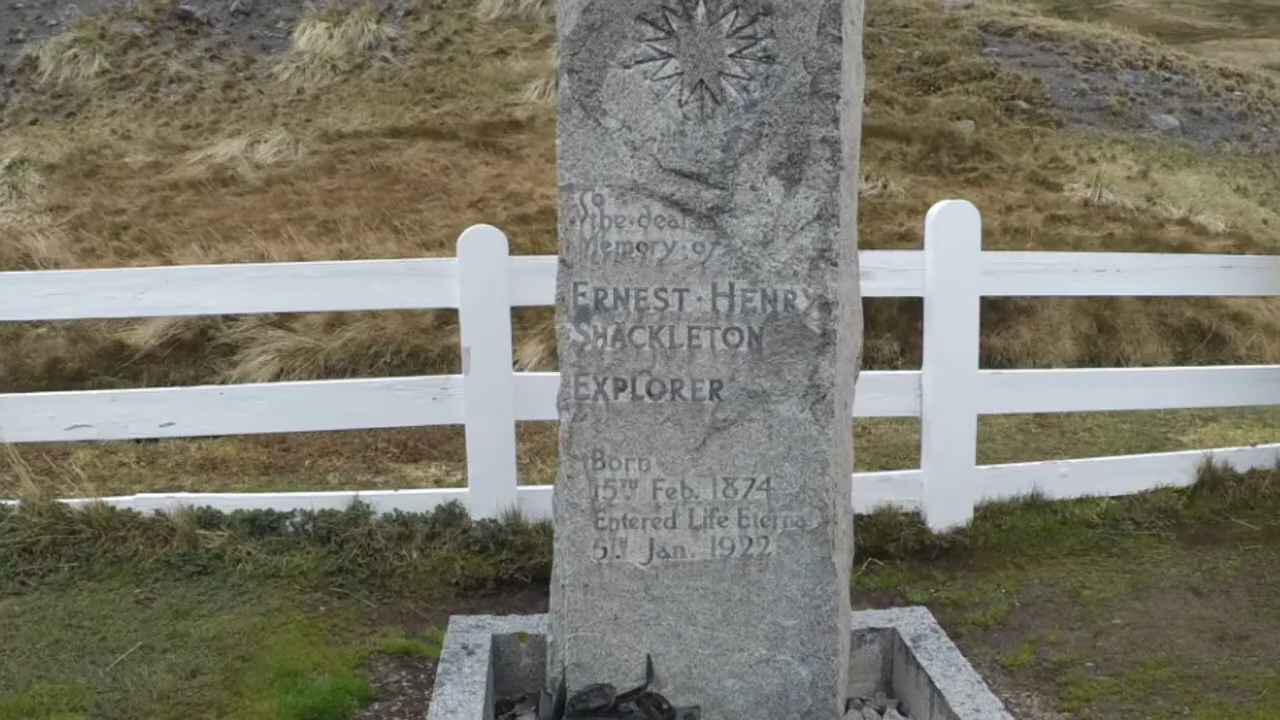 To
the·dear
Memory·of
ERNEST·HENRY
SHACKLETON
EXPLORER
Born
15TH Feb. 1874
Entered Life Eterna
5TH Jan. 1922